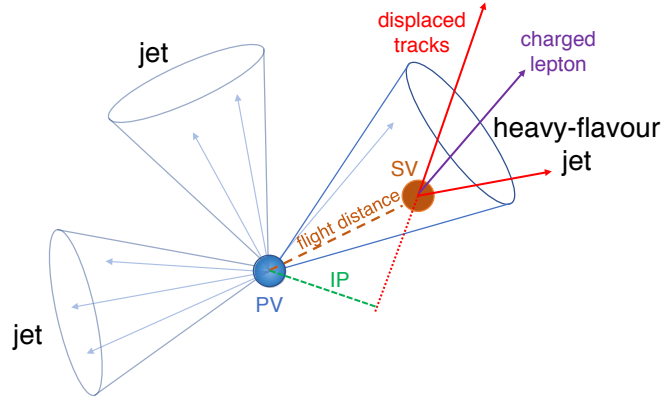 displaced
tracks
jet
charged
lepton
heavy-flavour
jet
SV
flight distance
IP
PV
jet